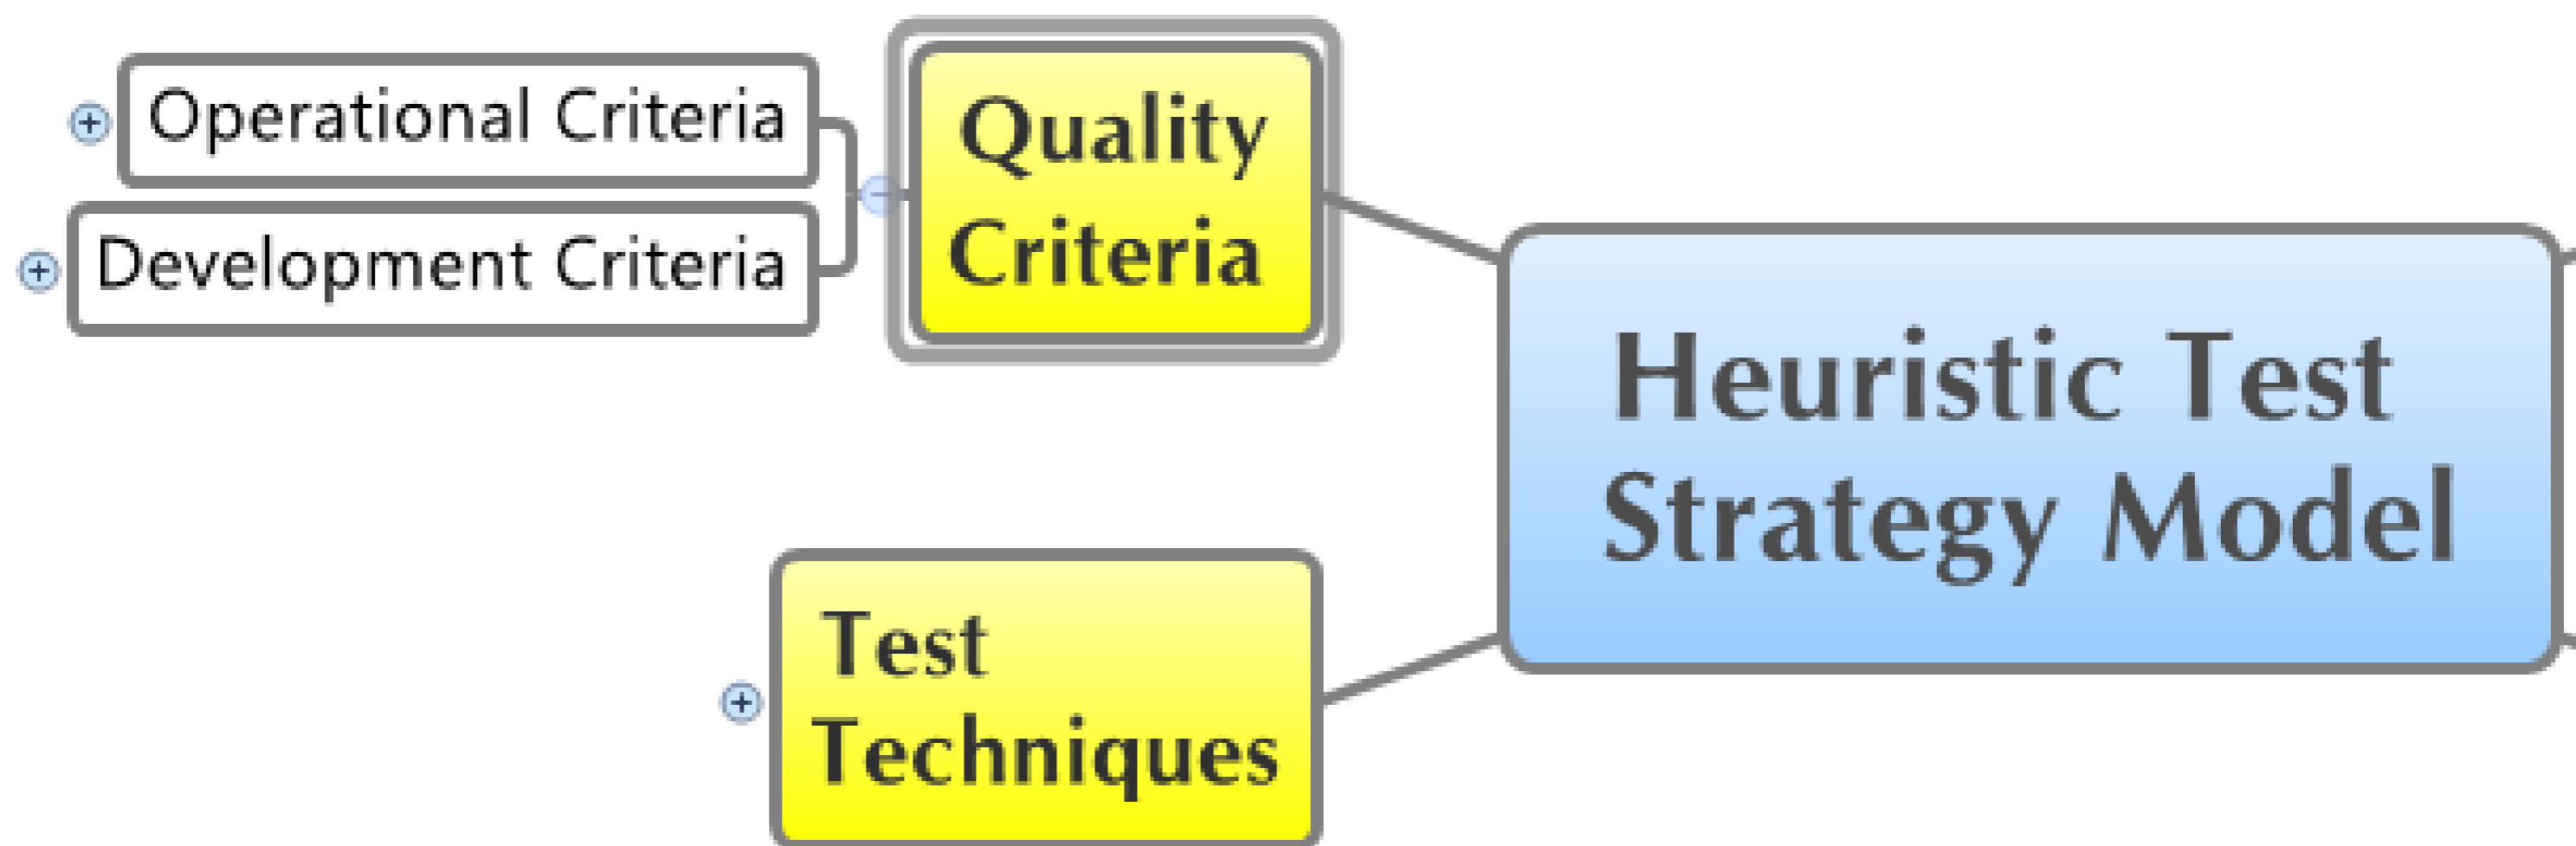 Operational Criteria
Development Criteria
Quality
Criteria
Heuristic Test
Strategy Model
Test
Techniques